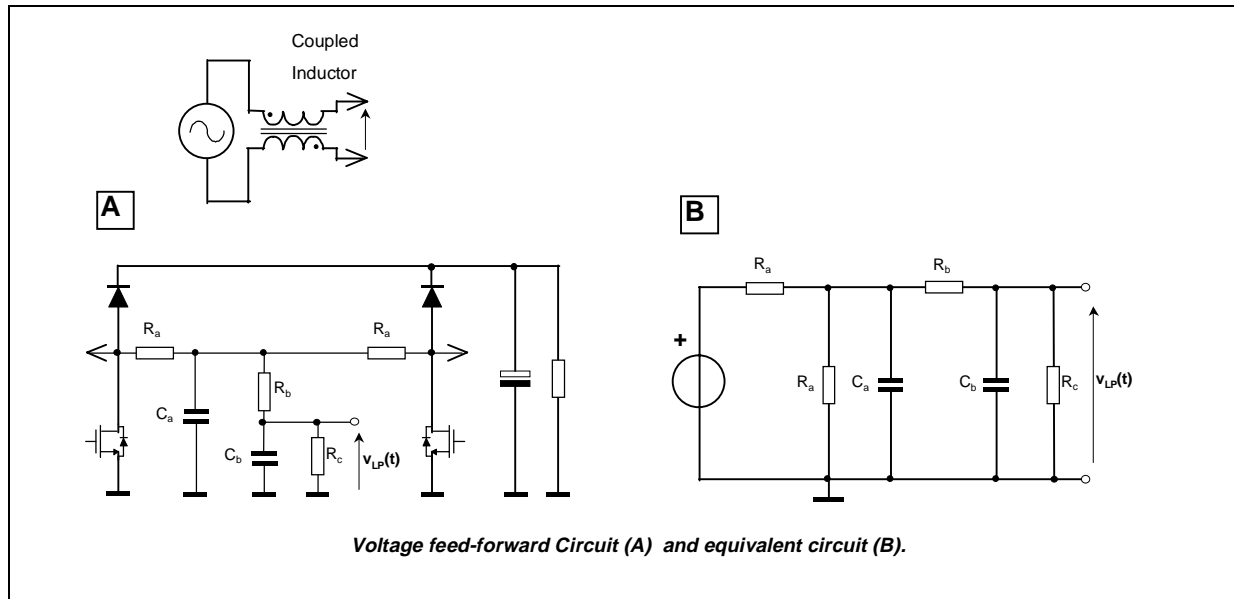 Coupled
Inductor
A
B
Ra
Ra
Rb
Ca
Cb
Rc
vLP(t)
Ra
Rb
+
Ra
Ca
Cb
Rc
vLP(t)
Voltage feed-forward Circuit (A) and equivalent circuit (B).